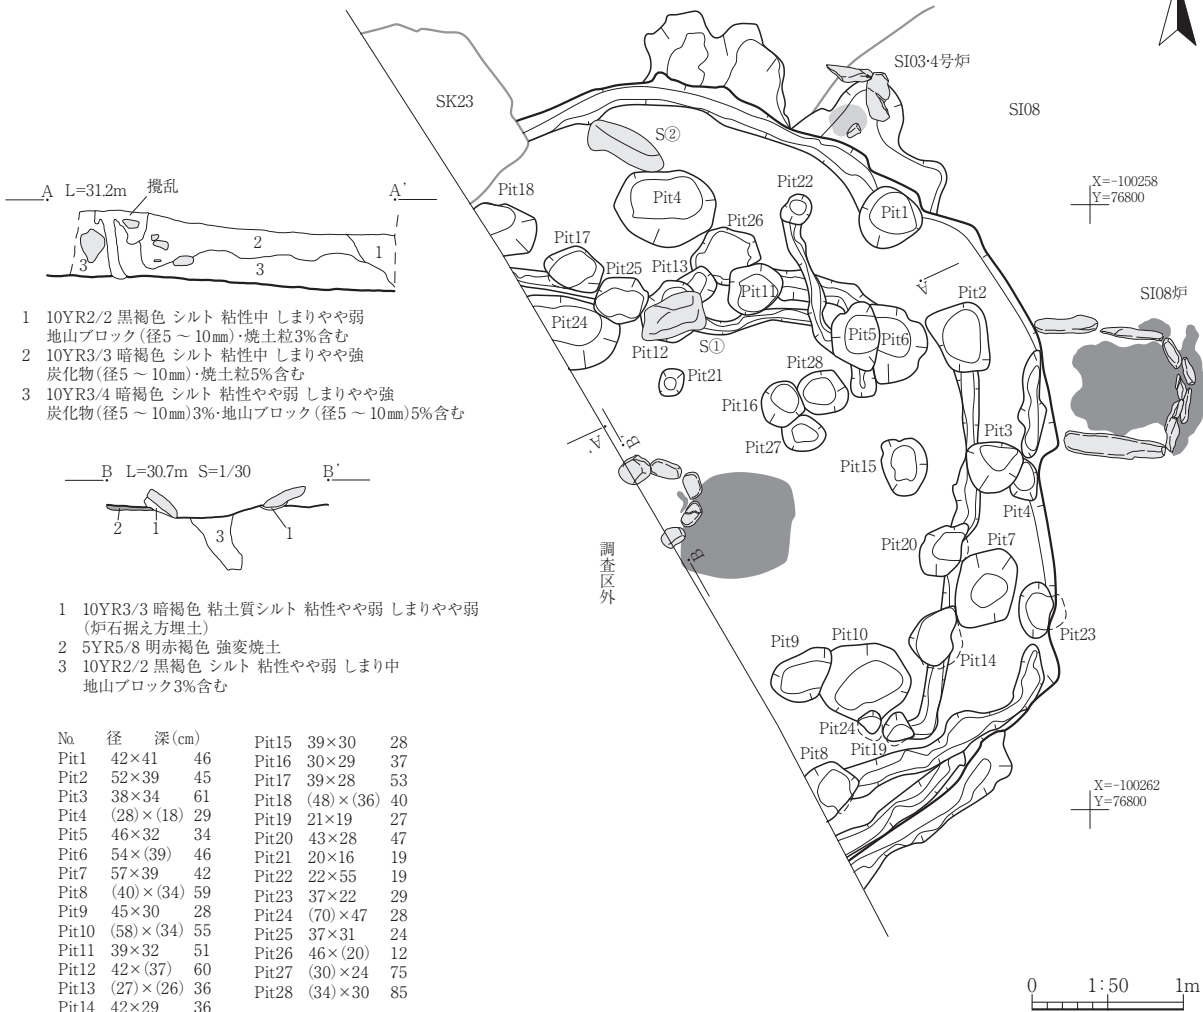 SI03・4号炉
SK23
SI08
S②
A L=31.2m 攪乱 A'
2
1
3
3
X=-100258
Y=76800
Pit18
Pit4
Pit22
Pit1
Pit26
Pit17
Pit25
Pit13
Pit11
A
Pit2
SI08炉
Pit24
Pit12
S①
Pit5
Pit6
Pit28
Pit21
Pit16
Pit27
Pit3
Pit15
A'
B'
Pit4
Pit20
Pit7
B
調査区外
Pit23
Pit9
Pit10
Pit14
Pit24
Pit19
Pit8
X=-100262
Y=76800
1 10YR2/2 黒褐色 シルト 粘性中 しまりやや弱
地山ブロック(径5～10㎜)・焼土粒3%含む
2 10YR3/3 暗褐色 シルト 粘性中 しまりやや強
炭化物(径5～10㎜)・焼土粒5%含む
3 10YR3/4 暗褐色 シルト 粘性やや弱 しまりやや強
炭化物(径5～10㎜)3%・地山ブロック(径5～10㎜)5%含む
B L=30.7m S=1/30 B'
2
1
3
1
1 10YR3/3 暗褐色 粘土質シルト 粘性やや弱 しまりやや弱
(炉石据え方埋土)
2 5YR5/8 明赤褐色 強変焼土
3 10YR2/2 黒褐色 シルト 粘性やや弱 しまり中
地山ブロック3%含む
№ 径 深(cm)
Pit1 42×41 46
Pit2 52×39 45
Pit3 38×34 61
Pit4 (28)×(18) 29
Pit5 46×32 34
Pit6 54×(39) 46
Pit7 57×39 42
Pit8 (40)×(34) 59
Pit9 45×30 28
Pit10 (58)×(34) 55
Pit11 39×32 51
Pit12 42×(37) 60
Pit13 (27)×(26) 36
Pit14 42×29 36
Pit15 39×30 28
Pit16 30×29 37
Pit17 39×28 53
Pit18 (48)×(36) 40
Pit19 21×19 27
Pit20 43×28 47
Pit21 20×16 19
Pit22 22×55 19
Pit23 37×22 29
Pit24 (70)×47 28
Pit25 37×31 24
Pit26 46×(20) 12
Pit27 (30)×24 75
Pit28 (34)×30 85
0 1:50 1m